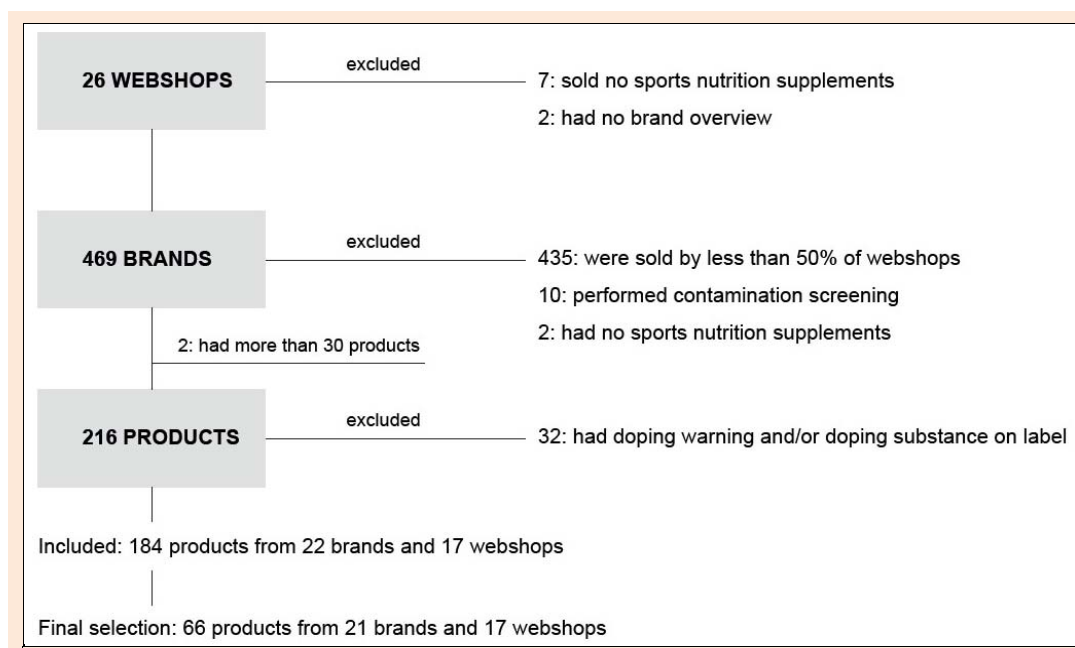 26 WEBSHOPS
excluded
7: sold no sports nutrition supplements
2: had no brand overview
469 BRANDS
excluded
435: were sold by less than 50% of webshops
10: performed contamination screening
2: had no sports nutrition supplements
2: had more than 30 products
216 PRODUCTS
excluded
32: had doping warning and/or doping substance on label
Included: 184 products from 22 brands and 17 webshops
Final selection: 66 products from 21 brands and 17 webshops